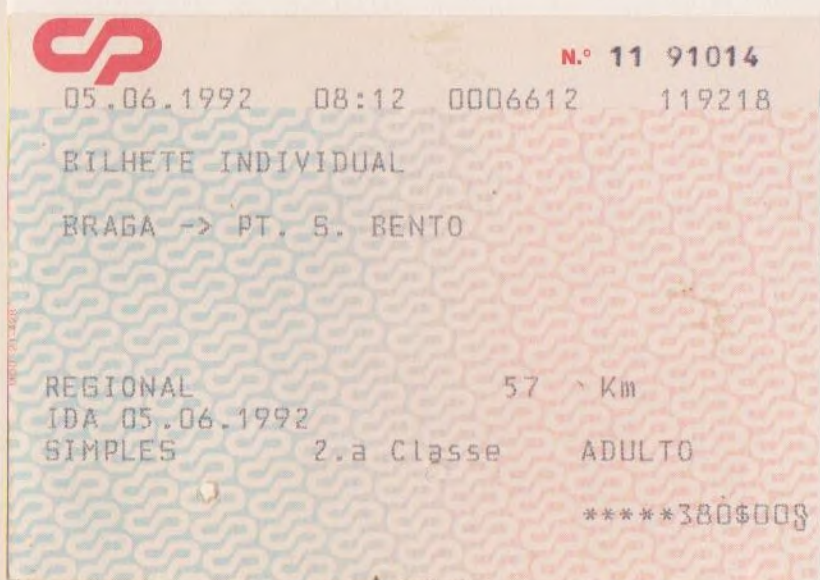 CP
N.º 11 91014
05.06.1992 08:12 0006612 119218
BILHETE INDIVIDUAL
BRAGA -> PT. S. BENTO
REGIONAL 57 Km
IDA 05.06.1992
SIMPLES 2.a Classe ADULTO
*****380$00